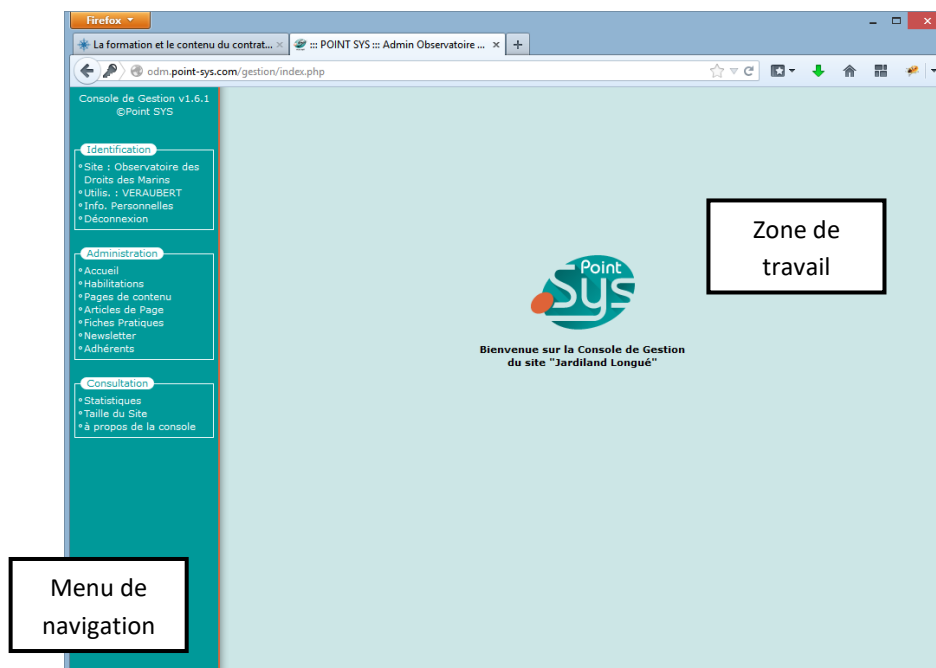 Firefox
La formation et le contenu du contrat...
::: POINT SYS ::: Admin Observatoire ...
odm.point-sys.com/gestion/index.php
Console de Gestion v1.6.1
©Point SYS
Identification
Site : Observatoire des
Droits des Marins
Utilis. : VERAUBERT
Info. Personnelles
Déconnexion
Administration
Accueil
Habilitations
Pages de contenu
Articles de Page
Fiches Pratiques
Newsletter
Adhérents
Consultation
Statistiques
Taille du Site
à propos de la console
Zone de
travail
Point
Sys
Bienvenue sur la Console de Gestion
du site "Jardiland Longué"
Menu de
navigation